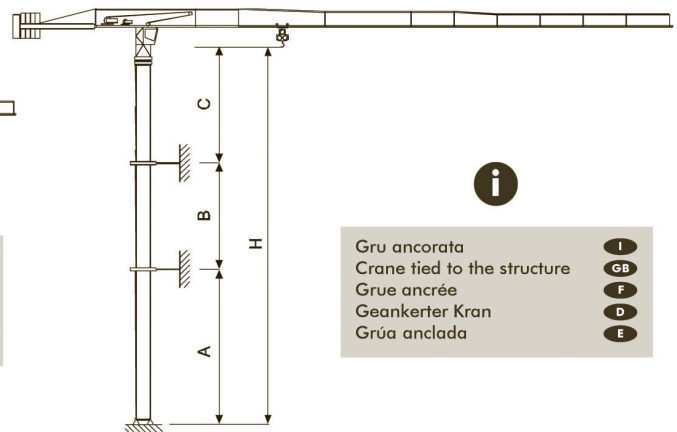 C
B
H
A
i
Gru ancorata I
Crane tied to the structure GB
Grue ancrée F
Geankerter Kran D
Grúa anclada E